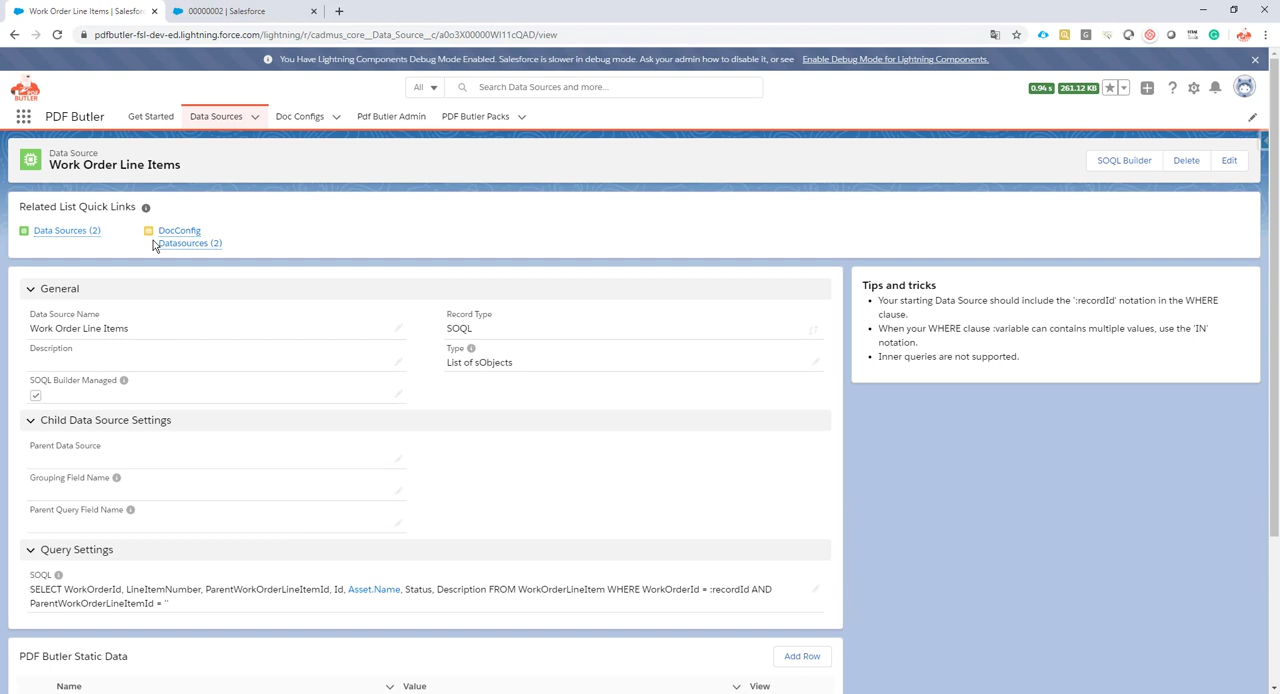 Work Order Line Items | Salesfor
00000002 | Salesforce
pdfbutler-fsl-dev-ed.lightning.force.com/lightning/r/cadmus_core__Data_Source__c/a0o3X00000WI11cQAD/view
You Have Lightning Components Debug Mode Enabled. Salesforce is slower in debug mode. Ask your admin how to disable it, or see Enable Debug Mode for Lightning Components.
BUTLER
All
Search Data Sources and more...
0.94 s
261.12 KB
PDF Butler
Get Started
Data Sources
Doc Configs
Pdf Butler Admin
PDF Butler Packs
Data Source
Work Order Line Items
SOQL Builder
Delete
Edit
Related List Quick Links
Data Sources (2)
DocConfig
Datasources (2)
General
Data Source Name
Work Order Line Items
Record Type
SOQL
Description
Type
List of sObjects
SOQL Builder Managed
Child Data Source Settings
Parent Data Source
Grouping Field Name
Parent Query Field Name
Query Settings
SOQL
SELECT WorkOrderId, LineItemNumber, ParentWorkOrderLineItemId, Id, Asset.Name, Status, Description FROM WorkOrderLineItem WHERE WorkOrderId = :recordId AND
ParentWorkOrderLineItemId = ''
Tips and tricks
Your starting Data Source should include the ':recordId' notation in the WHERE
clause.
When your WHERE clause :variable can contains multiple values, use the 'IN'
notation.
Inner queries are not supported.
PDF Butler Static Data
Add Row
Name
Value
View